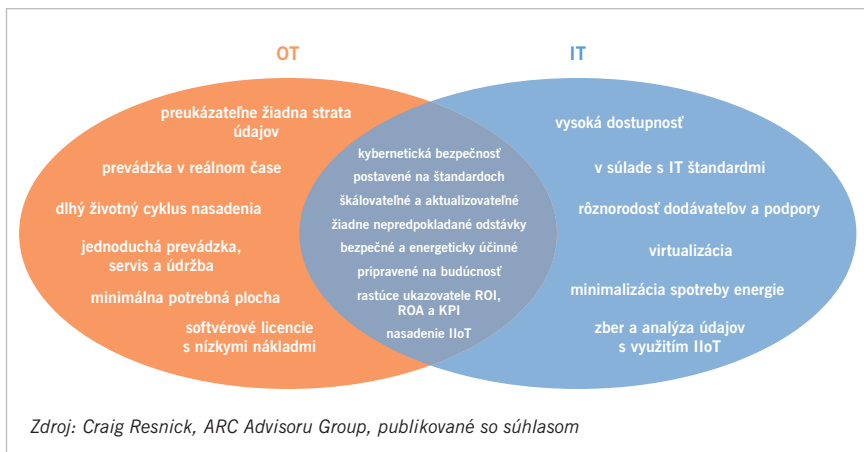 OT
IT
preukázateľne žiadna strata
údajov
prevádzka v reálnom čase
dlhý životný cyklus nasadenia
jednoduchá prevádzka,
servis a údržba
minimálna potrebná plocha
softvérové licencie
s nízkymi nákladmi
kybernetická bezpečnosť
postavené na štandardoch
škálovateľné a aktualizovateľné
žiadne nepredpokladané odstávky
bezpečné a energeticky účinné
pripravené na budúcnosť
rastúce ukazovatele ROI,
ROA a KPI
nasadenie IIoT
vysoká dostupnosť
v súlade s IT štandardmi
rôznorodosť dodávateľov a podpory
virtualizácia
minimalizácia spotreby energie
zber a analýza údajov
s využitím IIoT
Zdroj: Craig Resnick, ARC Advisoru Group, publikované so súhlasom